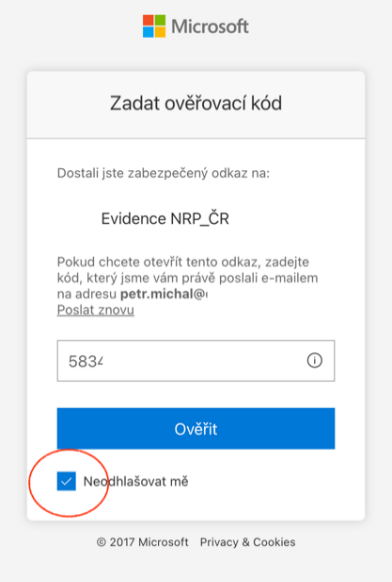 Microsoft
Zadat ověřovací kód
Dostali jste zabezpečený odkaz na:
Evidence NRP_ČR
Pokud chcete otevřít tento odkaz, zadejte
kód, který jsme vám právě poslali e-mailem
na adresu petr.michal@
Poslat znovu
5834
Ověřit
Neodhlašovat mě
© 2017 Microsoft Privacy & Cookies